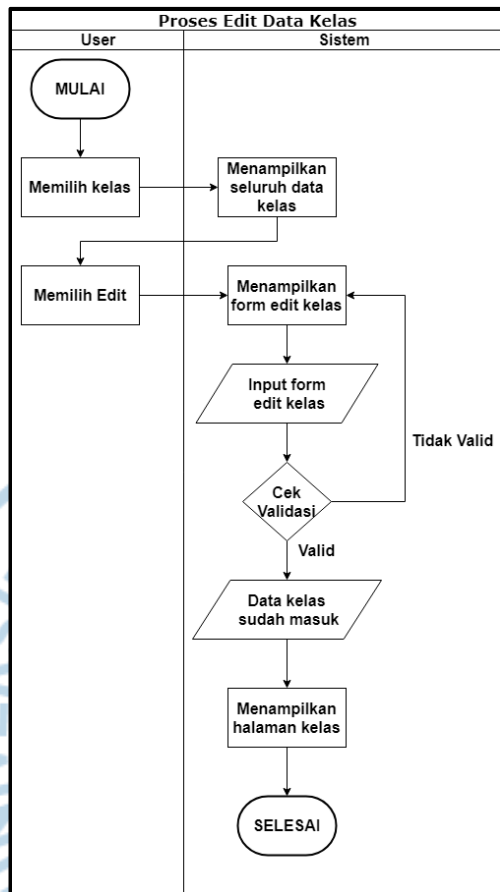 Proses Edit Data Kelas
User
Sistem
MULAI
Memilih kelas
Menampilkan
seluruh data
kelas
Memilih Edit
Menampilkan
form edit kelas
Input form
edit kelas
Tidak Valid
Cek
Validasi
Valid
Data kelas
sudah masuk
Menampilkan
halaman kelas
SELESAI